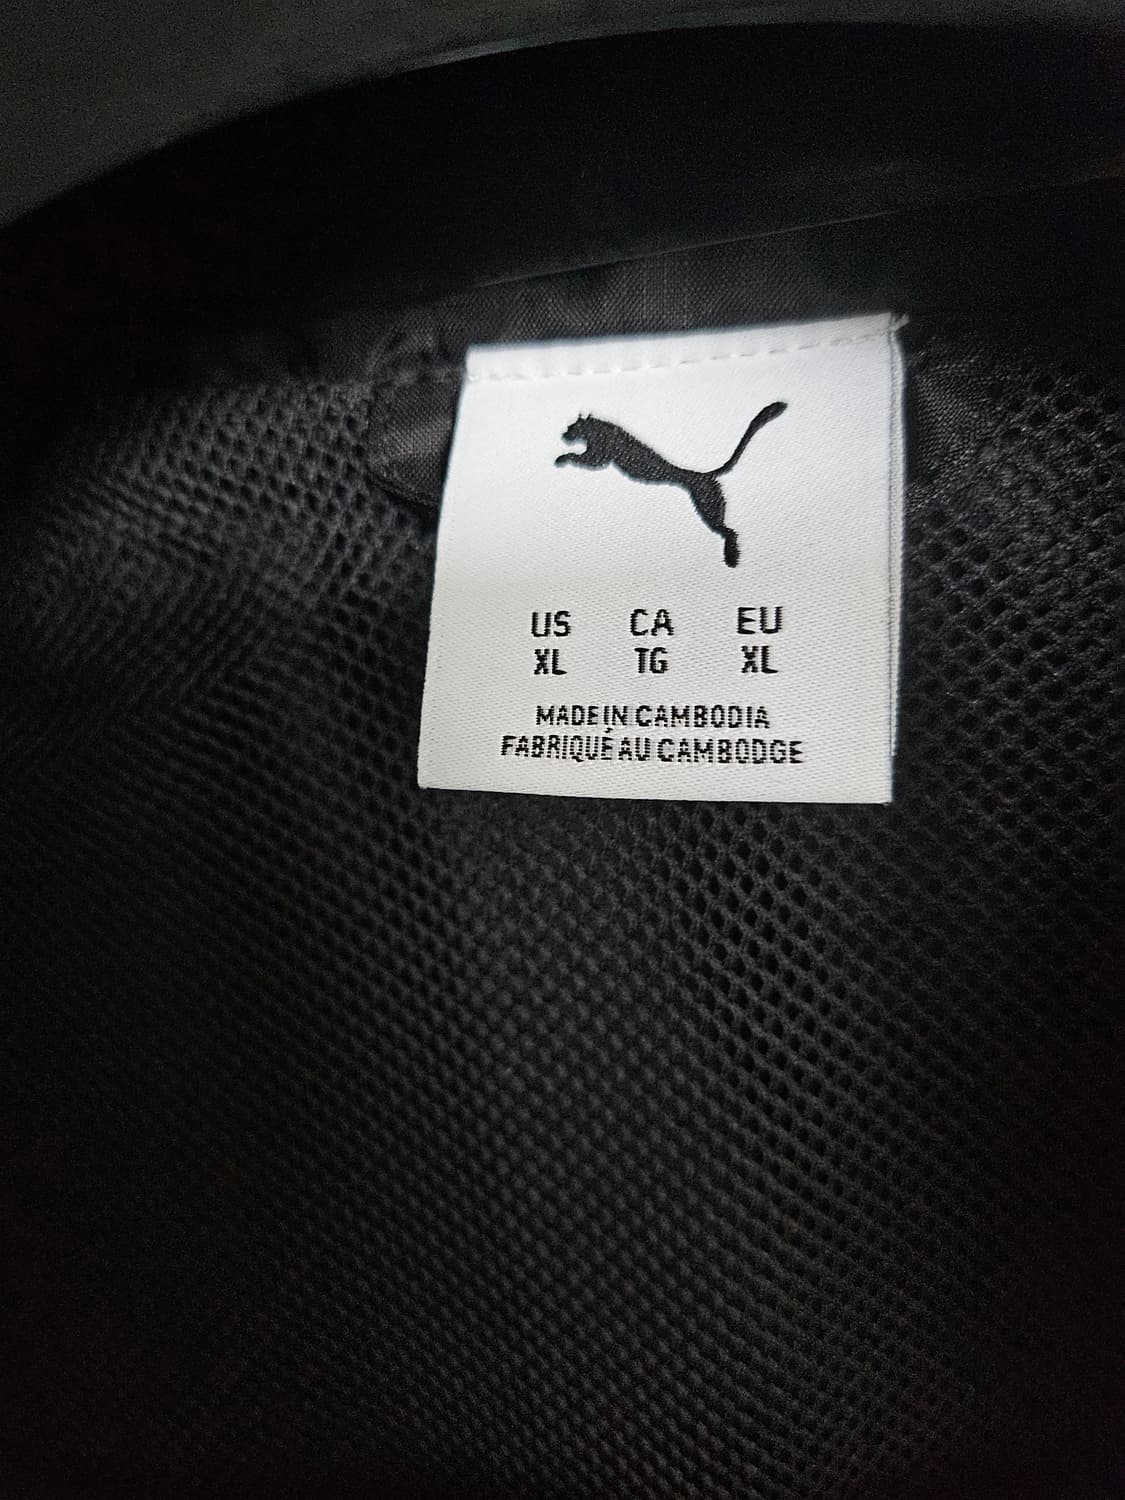 US CA EU
XL TG XL
MADE IN CAMBODIA
FABRIQUÉ AU CAMBODGE